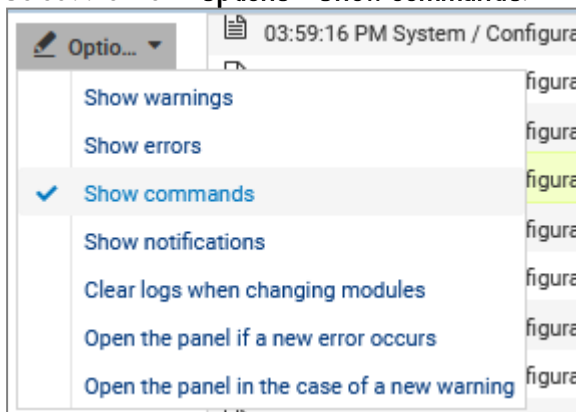 Optio...
03:59:16 PM System / Configura
figura
Show warnings
Show errors
figura
Show commands
figura
Show notifications
figura
Clear logs when changing modules
figura
Open the panel if a new error occurs
figura
Open the panel in the case of a new warning
figura